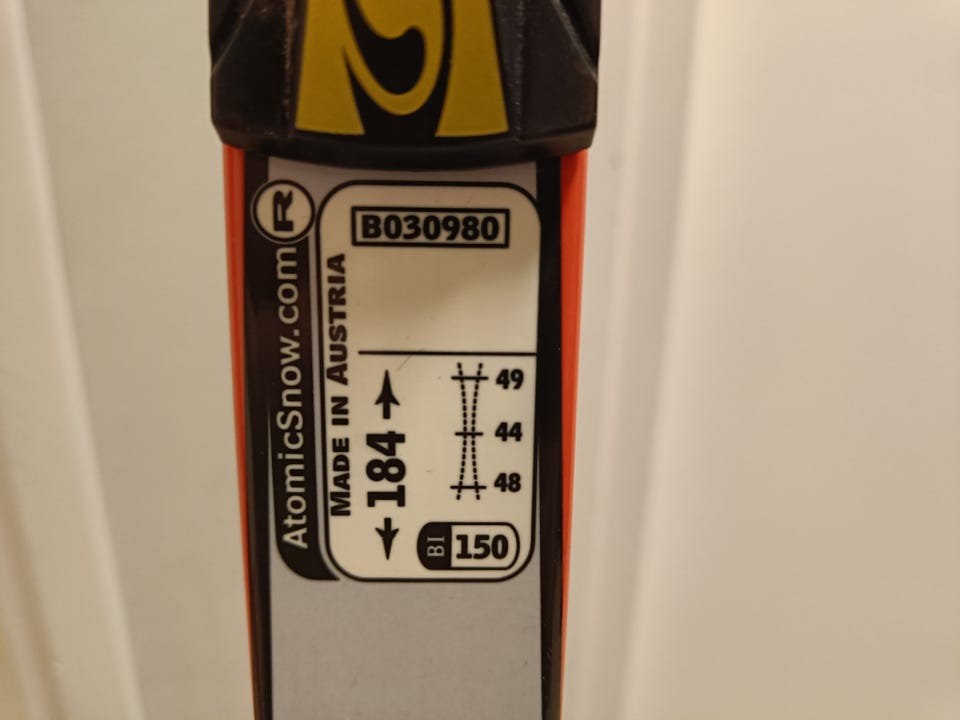 R
AtomicSnow.com
MADE IN AUSTRIA
B030980
184
49
44
48
BI 150